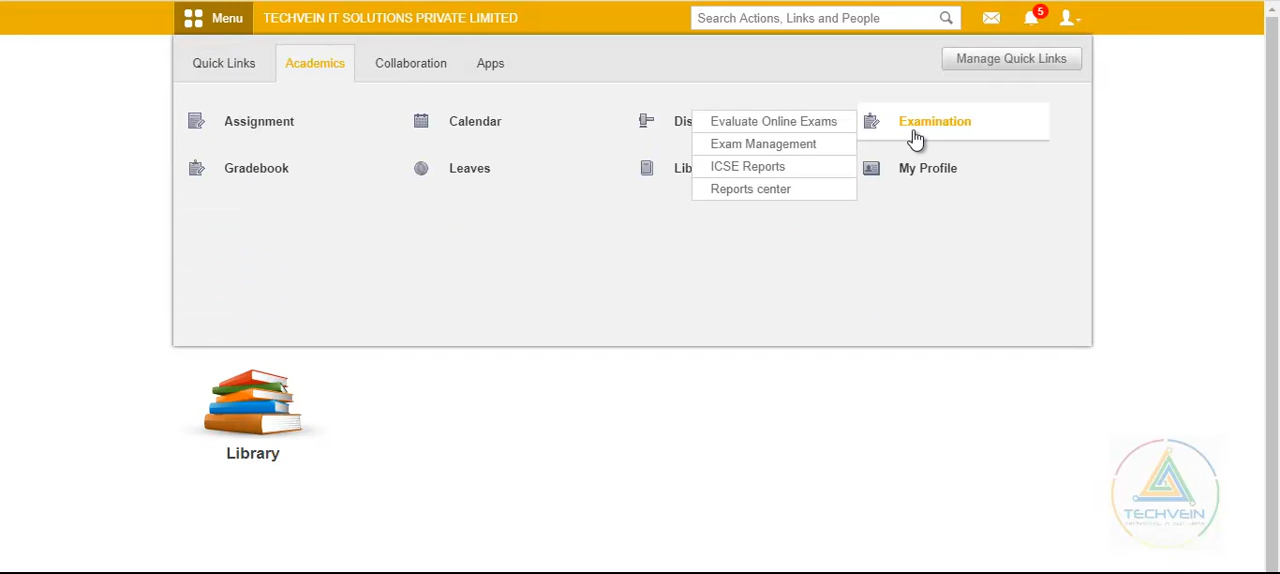 Menu TECHVEIN IT SOLUTIONS PRIVATE LIMITED Search Actions, Links and People 5
Quick Links Academics Collaboration Apps Manage Quick Links
Assignment Calendar Dis Evaluate Online Exams Examination
Exam Management
Gradebook Leaves Lib ICSE Reports My Profile
Reports center
Library
TECHVEIN